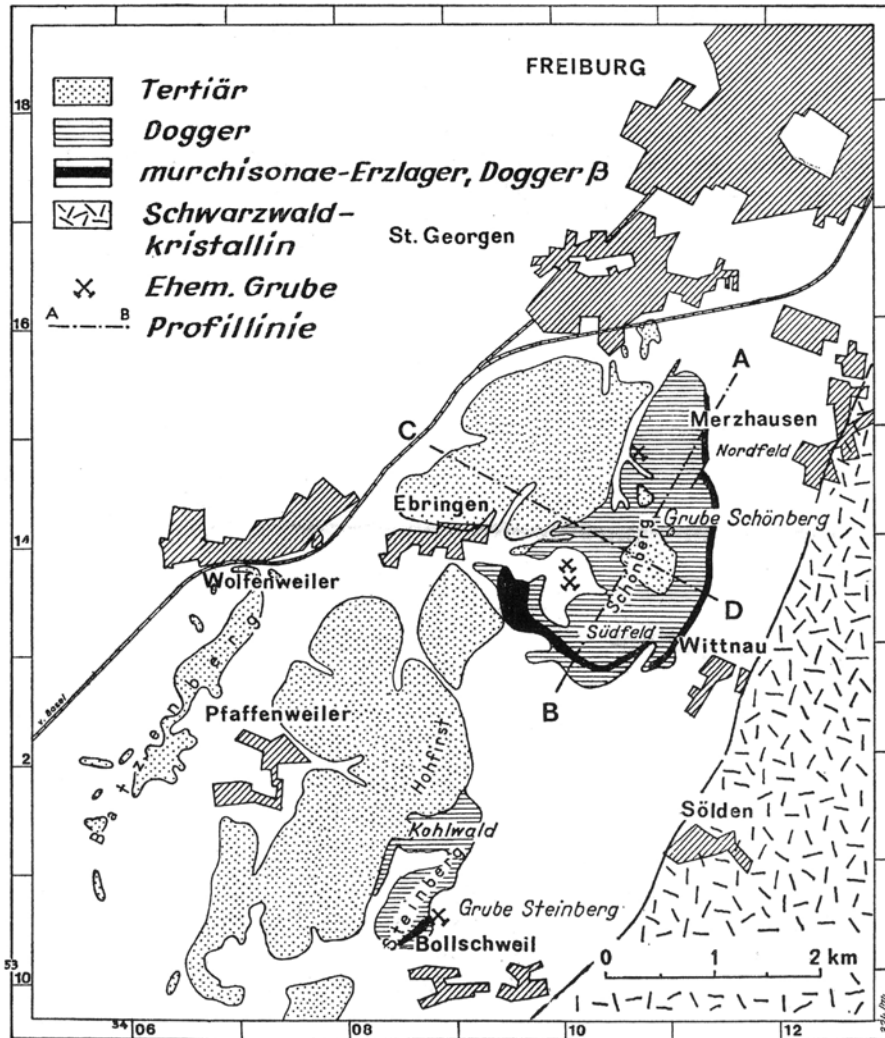 FREIBURG
18
Tertiär
Dogger
murchisonae-Erzlager, Dogger β
Schwarzwald-
kristallin
St. Georgen
Ehem. Grube
A B
Profillinie
16
A
Merzhausen
C
Nordfeld
Ebringen
Grube Schönberg
14
Schönberg
Wolfenweiler
D
Südfeld
Wittnau
B
v. Basel
Batzenberg
Pfaffenweiler
Hohfirst
2
Sölden
Kohlwald
Steinberg
Grube Steinberg
Bollschweil
0 1 2 km
53
10
34 06 08 10 12